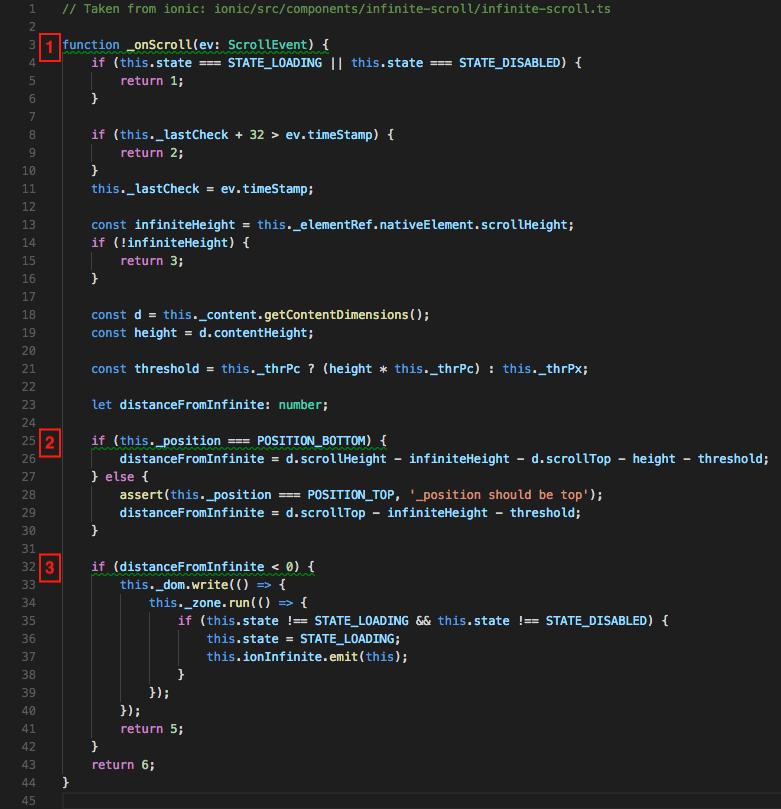 1 // Taken from ionic: ionic/src/components/infinite-scroll/infinite-scroll.ts
2
3 1 function _onScroll(ev: ScrollEvent) {
4     if (this.state === STATE_LOADING || this.state === STATE_DISABLED) {
5         return 1;
6     }
7
8     if (this._lastCheck + 32 > ev.timeStamp) {
9         return 2;
10     }
11     this._lastCheck = ev.timeStamp;
12
13     const infiniteHeight = this._elementRef.nativeElement.scrollHeight;
14     if (!infiniteHeight) {
15         return 3;
16     }
17
18     const d = this._content.getContentDimensions();
19     const height = d.contentHeight;
20
21     const threshold = this._thrPc ? (height * this._thrPc) : this._thrPx;
22
23     let distanceFromInfinite: number;
24
25 2     if (this._position === POSITION_BOTTOM) {
26         distanceFromInfinite = d.scrollHeight - infiniteHeight - d.scrollTop - height - threshold;
27     } else {
28         assert(this._position === POSITION_TOP, '_position should be top');
29         distanceFromInfinite = d.scrollTop - infiniteHeight - threshold;
30     }
31
32 3     if (distanceFromInfinite < 0) {
33         this._dom.write(() => {
34             this._zone.run(() => {
35                 if (this.state !== STATE_LOADING && this.state !== STATE_DISABLED) {
36                     this.state = STATE_LOADING;
37                     this.ionInfinite.emit(this);
38                 }
39             });
40         });
41         return 5;
42     }
43     return 6;
44 }
45